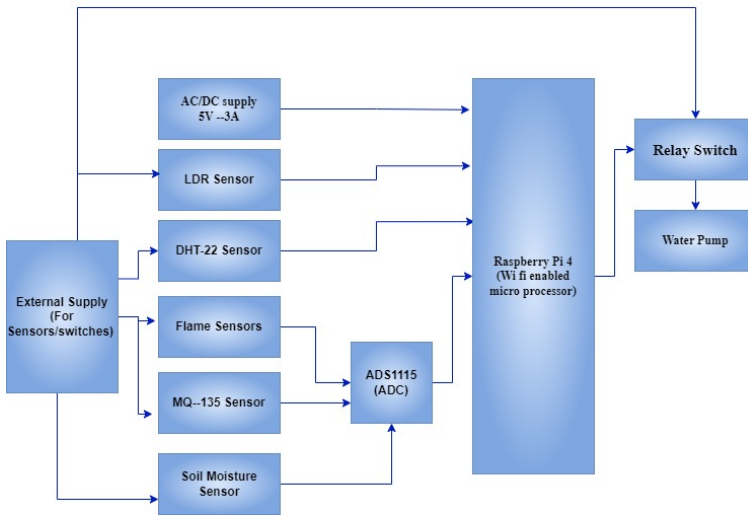 AC/DC supply
5V --3A
LDR Sensor
DHT-22 Sensor
External Supply
(For
Sensors/switches)
Flame Sensors
MQ--135 Sensor
Soil Moisture
Sensor
ADS1115
(ADC)
Raspberry Pi 4
(Wi fi enabled
micro processor)
Relay Switch
Water Pump